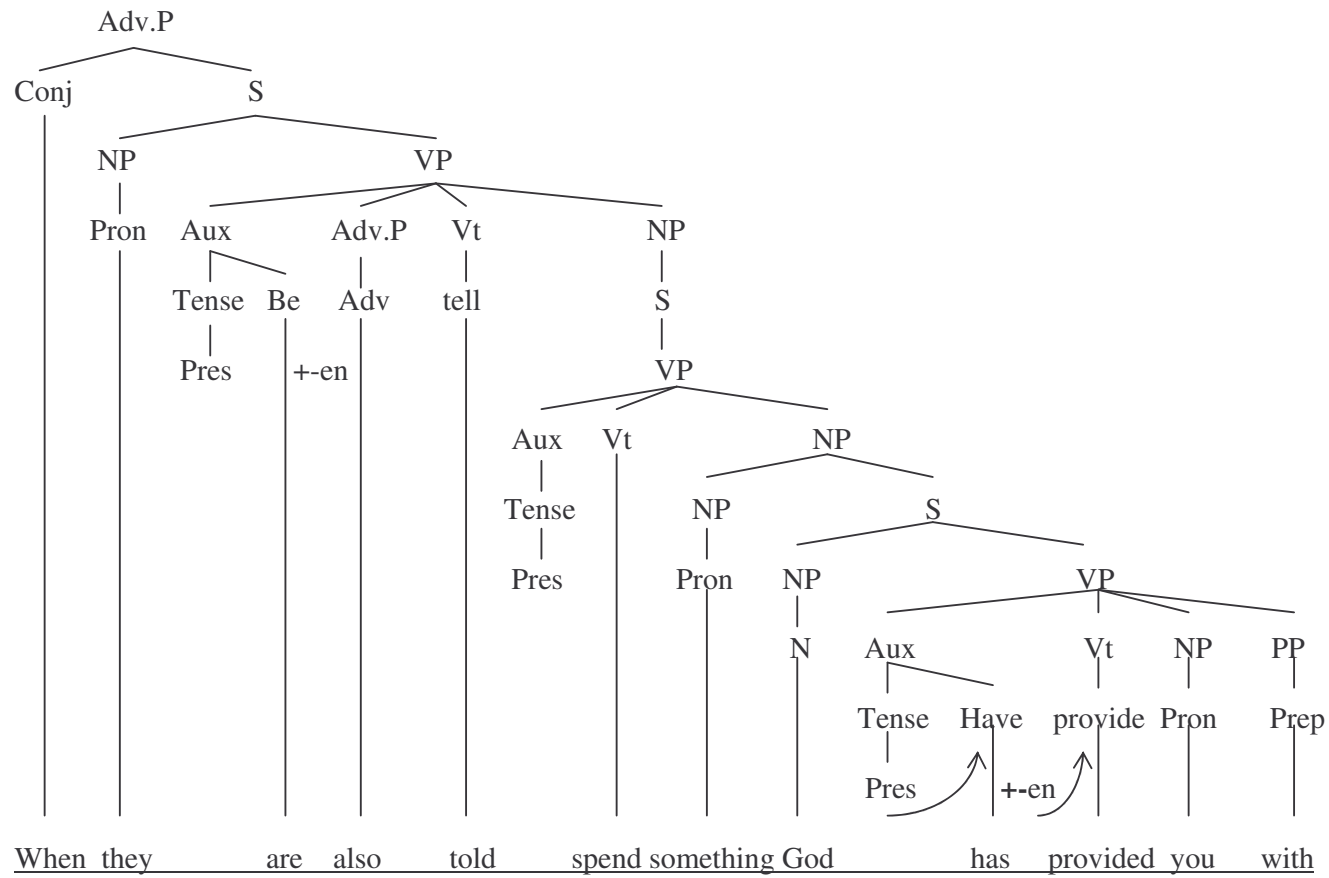 Adv.P
Conj S
NP VP
Pron Aux Adv.P Vt NP
Tense Be Adv tell S
Pres +-en VP
Aux Vt NP
Tense NP S
Pres Pron NP VP
N Aux Vt NP PP
Tense Have provide Pron Prep
Pres +-en
When they are also told spend something God has provided you with